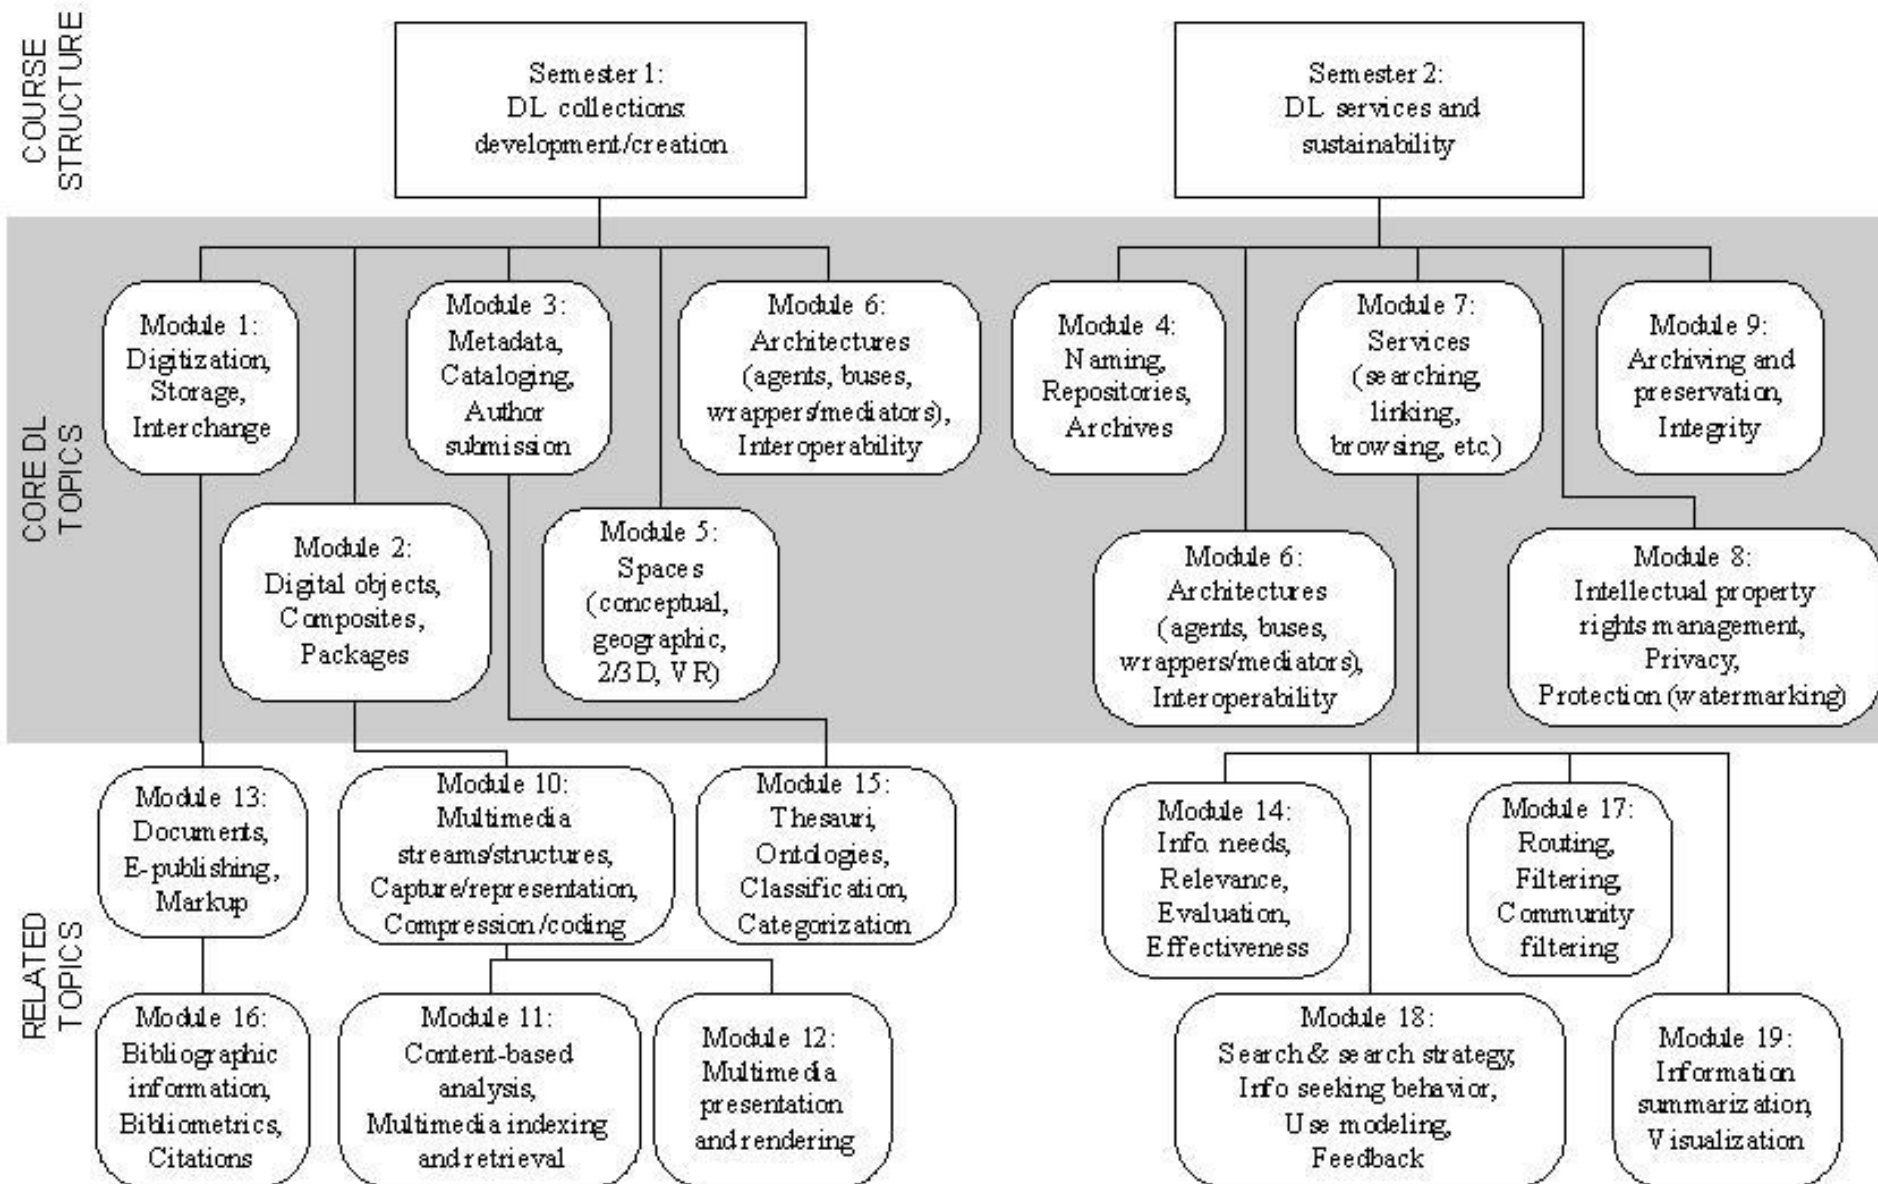 COURSE
STRUCTURE
Semester 1:
DL collections
development/creation
Semester 2:
DL services and
sustainability
CORE DL
TOPICS
Module 1:
Digitization,
Storage,
Interchange
Module 3:
Metadata,
Cataloging,
Author
submission
Module 6:
Architectures
(agents, buses,
wrappers/mediators),
Interoperability
Module 4:
Naming,
Repositories,
Archives
Module 7:
Services
(searching,
linking,
browsing, etc.)
Module 9:
Archiving and
preservation,
Integrity
Module 2:
Digital objects,
Composites,
Packages
Module 5:
Spaces
(conceptual,
geographic,
2/3D, VR)
Module 6:
Architectures
(agents, buses,
wrappers/mediators),
Interoperability
Module 8:
Intellectual property
rights management,
Privacy,
Protection (watermarking)
RELATED
TOPICS
Module 13:
Documents,
E-publishing,
Markup
Module 10:
Multimedia
streams/structures,
Capture/representation,
Compression/coding
Module 15:
Thesauri,
Ontologies,
Classification,
Categorization
Module 14:
Info. needs,
Relevance,
Evaluation,
Effectiveness
Module 17:
Routing,
Filtering,
Community
filtering
Module 16:
Bibliographic
information,
Bibliometrics,
Citations
Module 11:
Content-based
analysis,
Multimedia indexing
and retrieval
Module 12:
Multimedia
presentation
and rendering
Module 18:
Search & search strategy,
Info seeking behavior,
Use modeling,
Feedback
Module 19:
Information
summarization,
Visualization